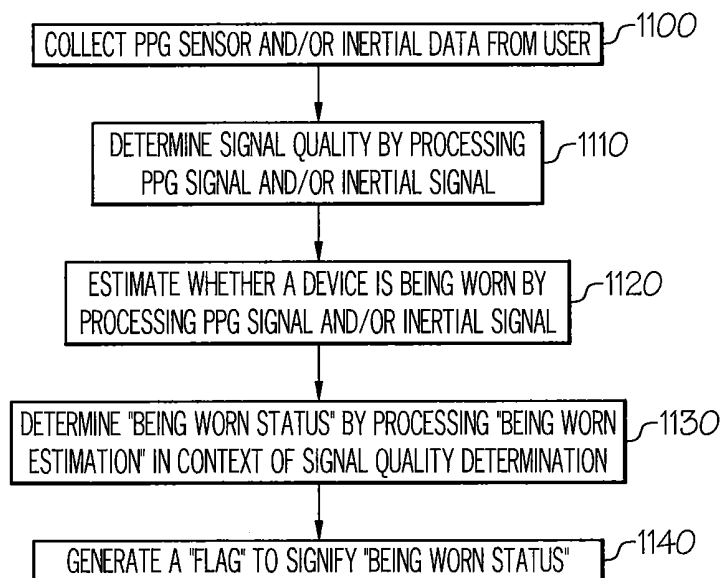 COLLECT PPG SENSOR AND/OR INERTIAL DATA FROM USER 1100
DETERMINE SIGNAL QUALITY BY PROCESSING
PPG SIGNAL AND/OR INERTIAL SIGNAL
1110
ESTIMATE WHETHER A DEVICE IS BEING WORN BY
PROCESSING PPG SIGNAL AND/OR INERTIAL SIGNAL
1120
DETERMINE "BEING WORN STATUS" BY PROCESSING "BEING WORN
ESTIMATION" IN CONTEXT OF SIGNAL QUALITY DETERMINATION
1130
GENERATE A "FLAG" TO SIGNIFY "BEING WORN STATUS" 1140